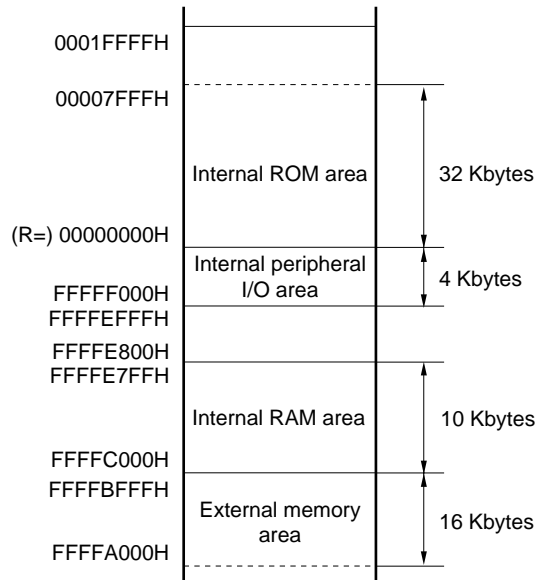 0001FFFFH
00007FFFH
Internal ROM area
32 Kbytes
(R=) 00000000H
Internal peripheral
I/O area
4 Kbytes
FFFFF000H
FFFFEFFFH
FFFFE800H
FFFFE7FFH
Internal RAM area
10 Kbytes
FFFFC000H
FFFFBFFFH
External memory
area
16 Kbytes
FFFFA000H